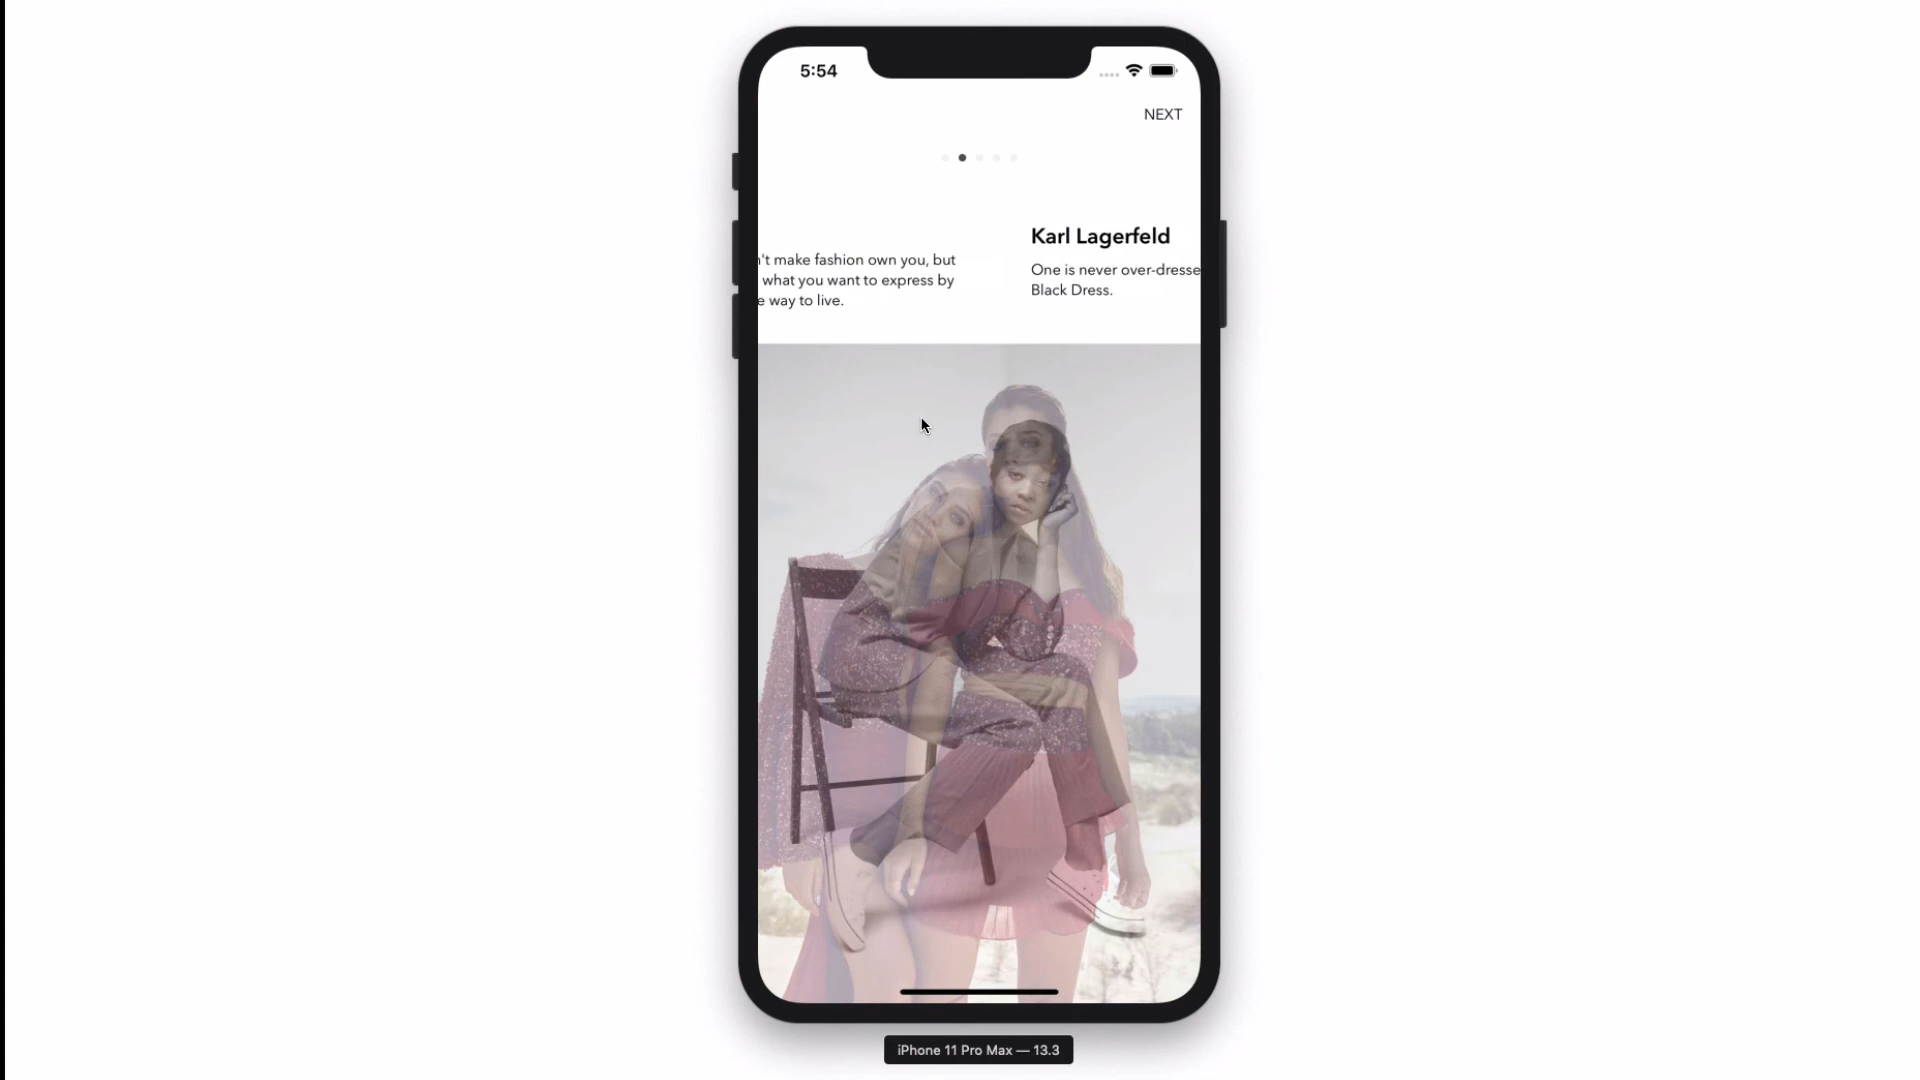 5:54
NEXT
n't make fashion own you, but
what you want to express by
e way to live.
Karl Lagerfeld
One is never over-dresse
Black Dress.
iPhone 11 Pro Max — 13.3